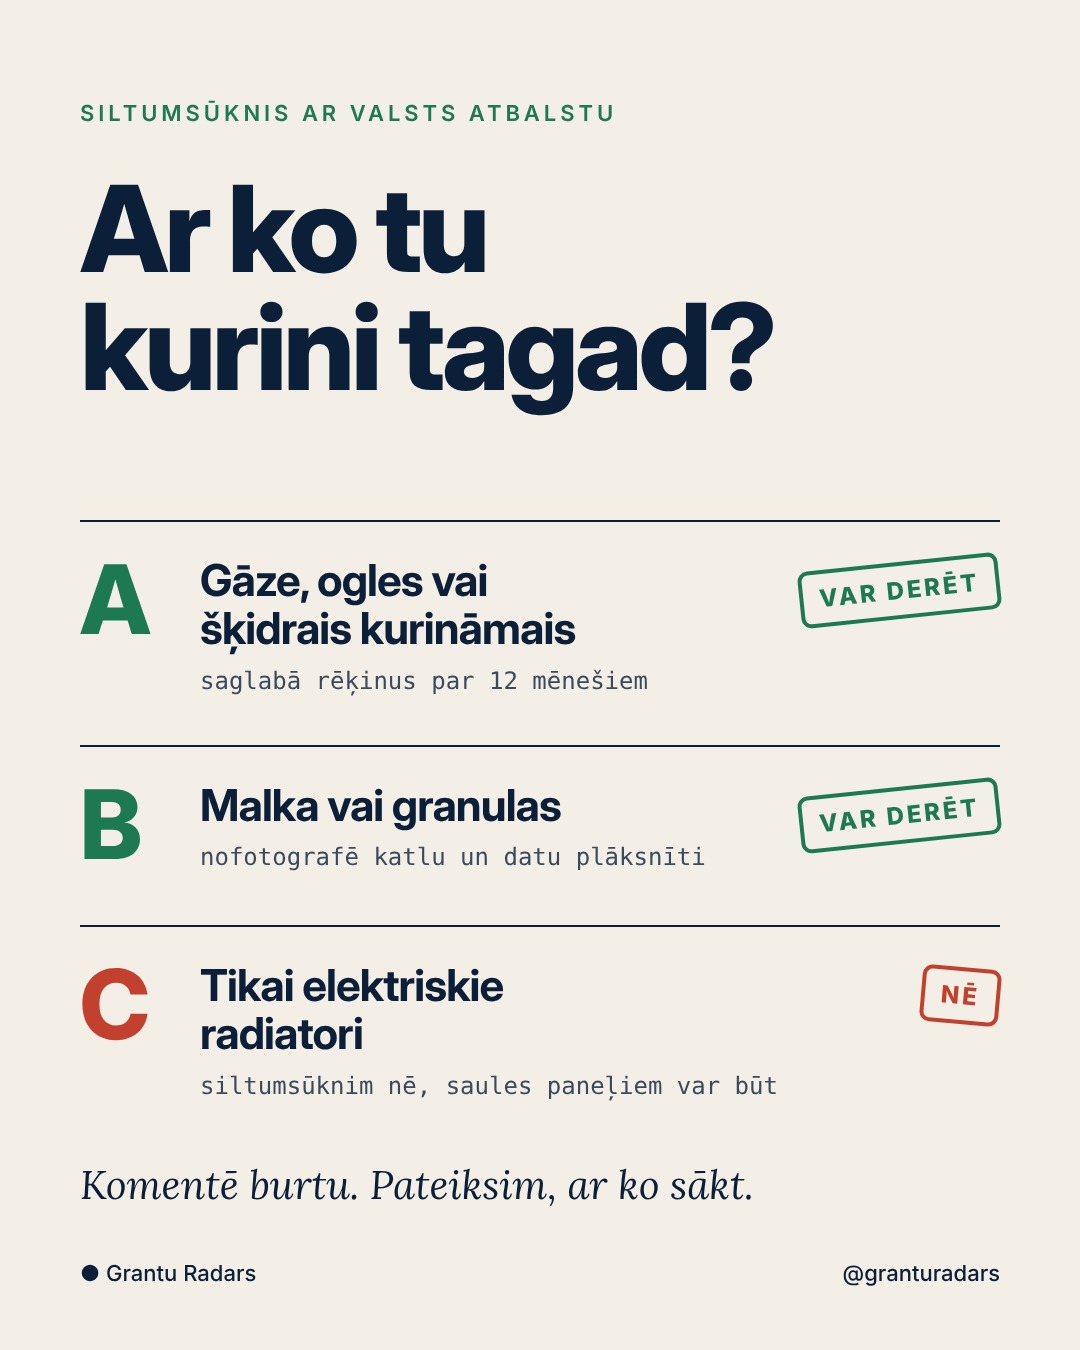 SILTUMSŪKNIS AR VALSTS ATBALSTU
Ar ko tu
kurini tagad?
A
Gāze, ogles vai
šķidrais kurināmais
saglabā rēķinus par 12 mēnešiem
VAR DERĒT
B
Malka vai granulas
nofotografē katlu un datu plāksnīti
VAR DERĒT
C
Tikai elektriskie
radiatori
siltumsūknim nē, saules paneļiem var būt
NĒ
Komentē burtu. Pateiksim, ar ko sākt.
Grantu Radars
@granturadars